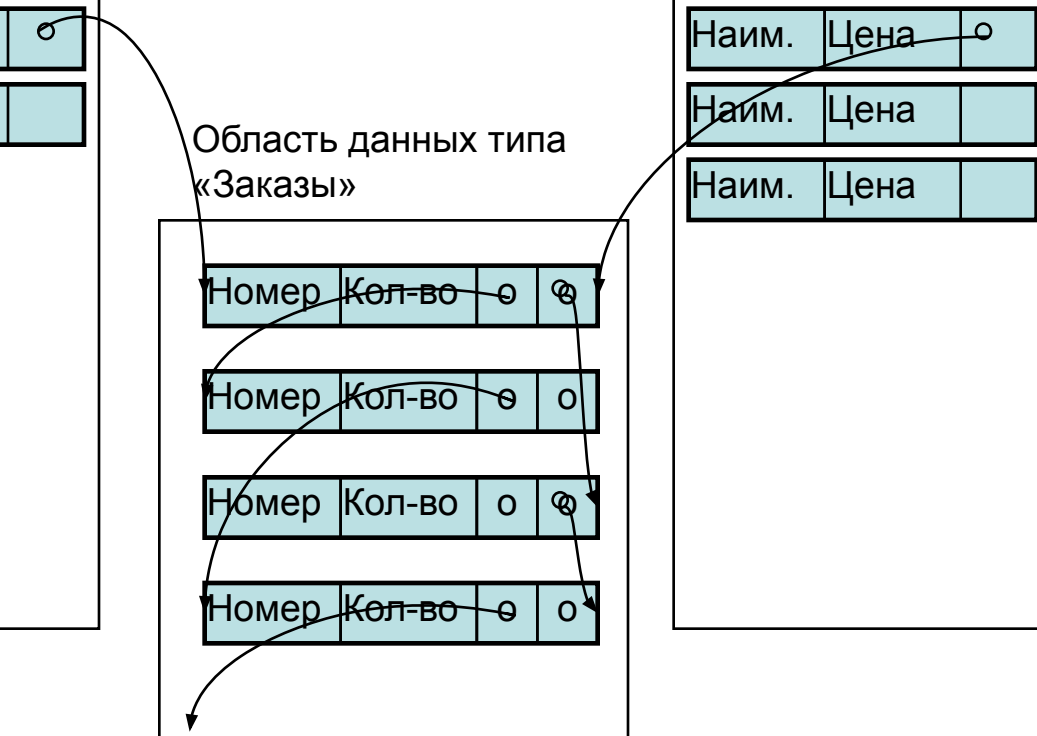 Наим. Цена
Наим. Цена
Наим. Цена
Область данных типа
«Заказы»
Номер Кол-во о о
Номер Кол-во о о
Номер Кол-во о о
Номер Кол-во о о